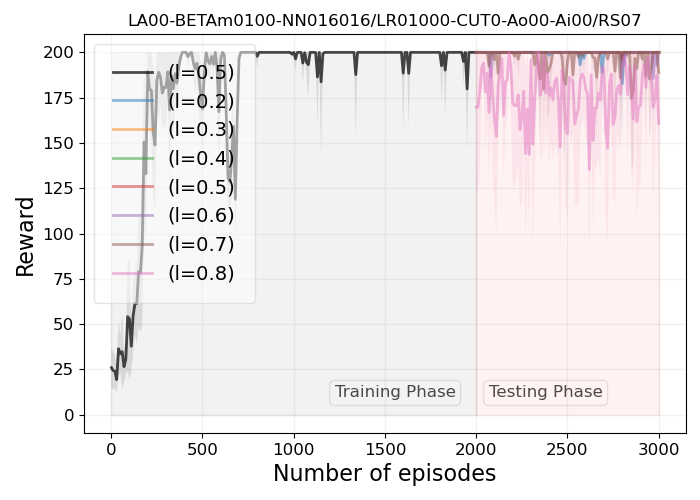 LA00-BETAm0100-NN016016/LR01000-CUT0-Ao00-Ai00/RS07
200
175
150
125
100
75
50
25
0
Reward
(l=0.5)
(l=0.2)
(l=0.3)
(l=0.4)
(l=0.5)
(l=0.6)
(l=0.7)
(l=0.8)
Training Phase
Testing Phase
0 500 1000 1500 2000 2500 3000
Number of episodes